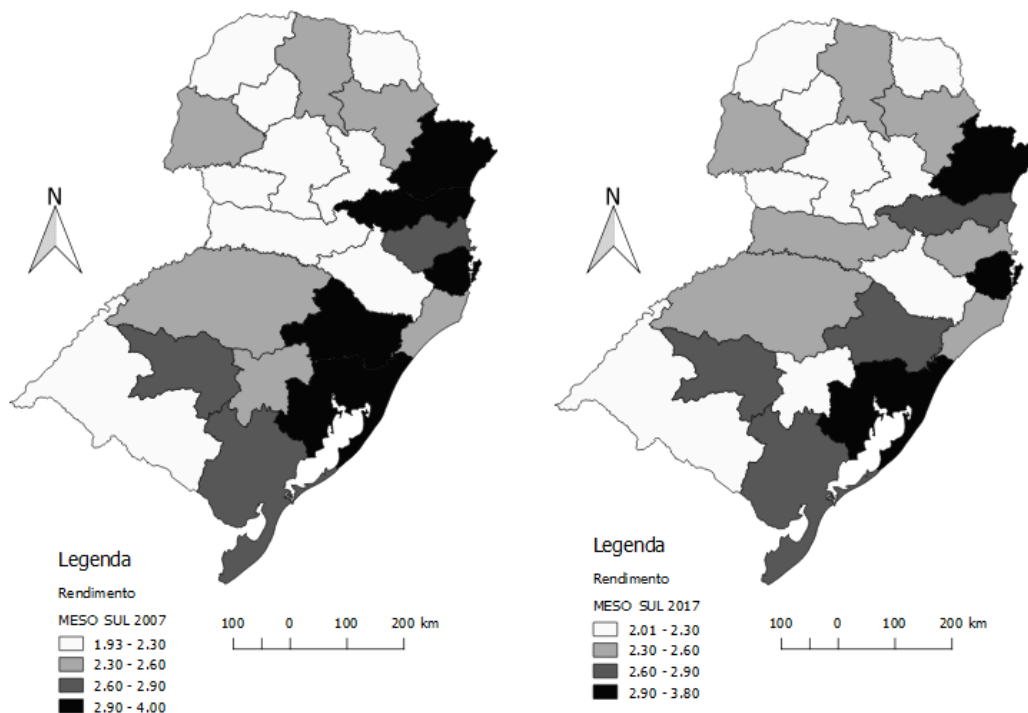 N
Legenda
Rendimento
MESO SUL 2007
1.93 - 2.30
2.30 - 2.60
2.60 - 2.90
2.90 - 4.00
100 0 100 200 km
N
Legenda
Rendimento
MESO SUL 2017
2.01 - 2.30
2.30 - 2.60
2.60 - 2.90
2.90 - 3.80
100 0 100 200 km